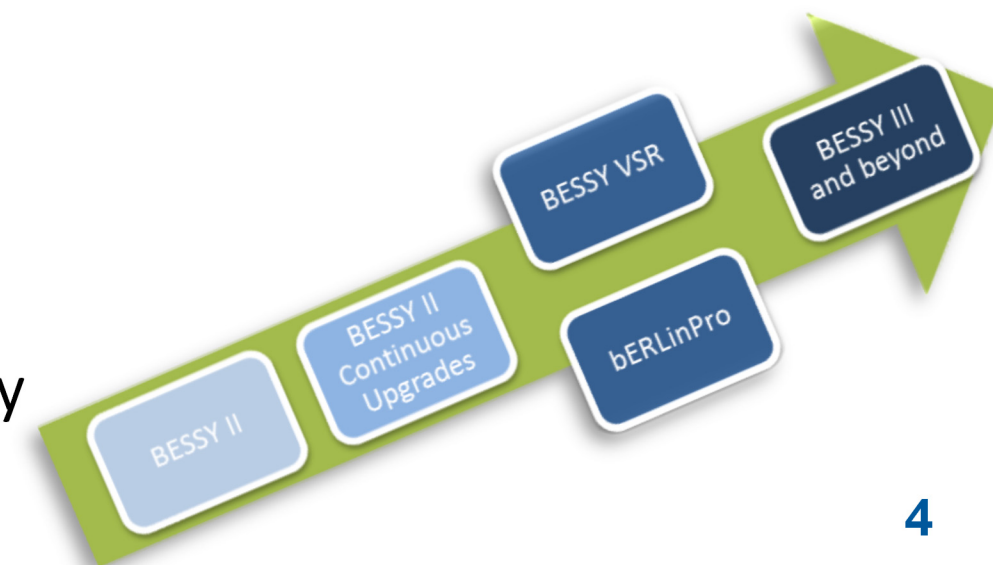 BESSY II
BESSY II
Continuous
Upgrades
BESSY VSR
bERLinPro
BESSY III
and beyond
y
4